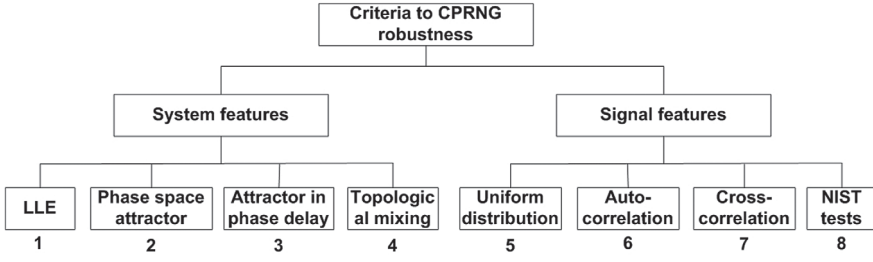 Criteria to CPRNG
robustness
System features
Signal features
LLE
Phase space
attractor
Attractor in
phase delay
Topologic
al mixing
Uniform
distribution
Auto-
correlation
Cross-
correlation
NIST
tests
1
2
3
4
5
6
7
8